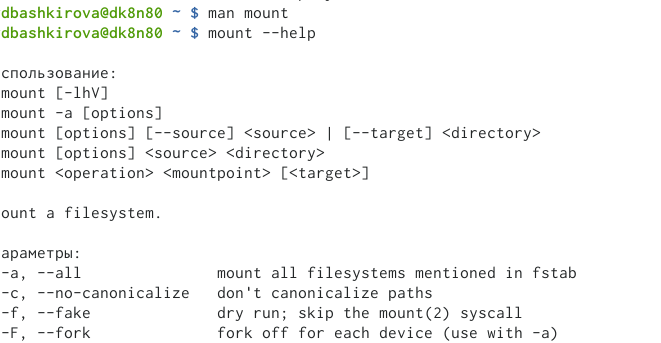 dbashkirova@dk8n80 ~ $ man mount
dbashkirova@dk8n80 ~ $ mount --help
спользование:
mount [-lhV]
mount -a [options]
mount [options] [--source] <source> | [--target] <directory>
mount [options] <source> <directory>
mount <operation> <mountpoint> [<target>]
ount a filesystem.
араметры:
-a, --all mount all filesystems mentioned in fstab
-c, --no-canonicalize don't canonicalize paths
-f, --fake dry run; skip the mount(2) syscall
-F, --fork fork off for each device (use with -a)